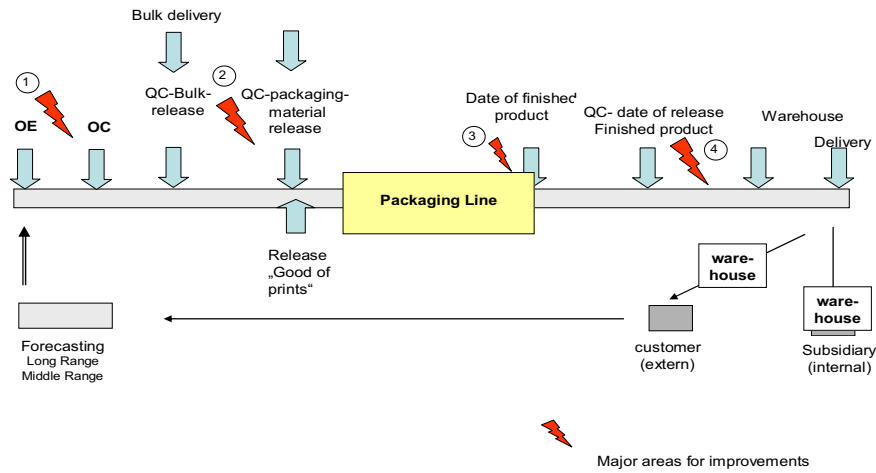 Bulk delivery
1
2
QC-Bulk-
release
QC-packaging-
material
release
OE
OC
Date of finished
product
3
QC- date of release
Finished product
4
Warehouse
Delivery
Packaging Line
Release
„Good of
prints“
ware-
house
ware-
house
Forecasting
Long Range
Middle Range
customer
(extern)
Subsidiary
(internal)
Major areas for improvements